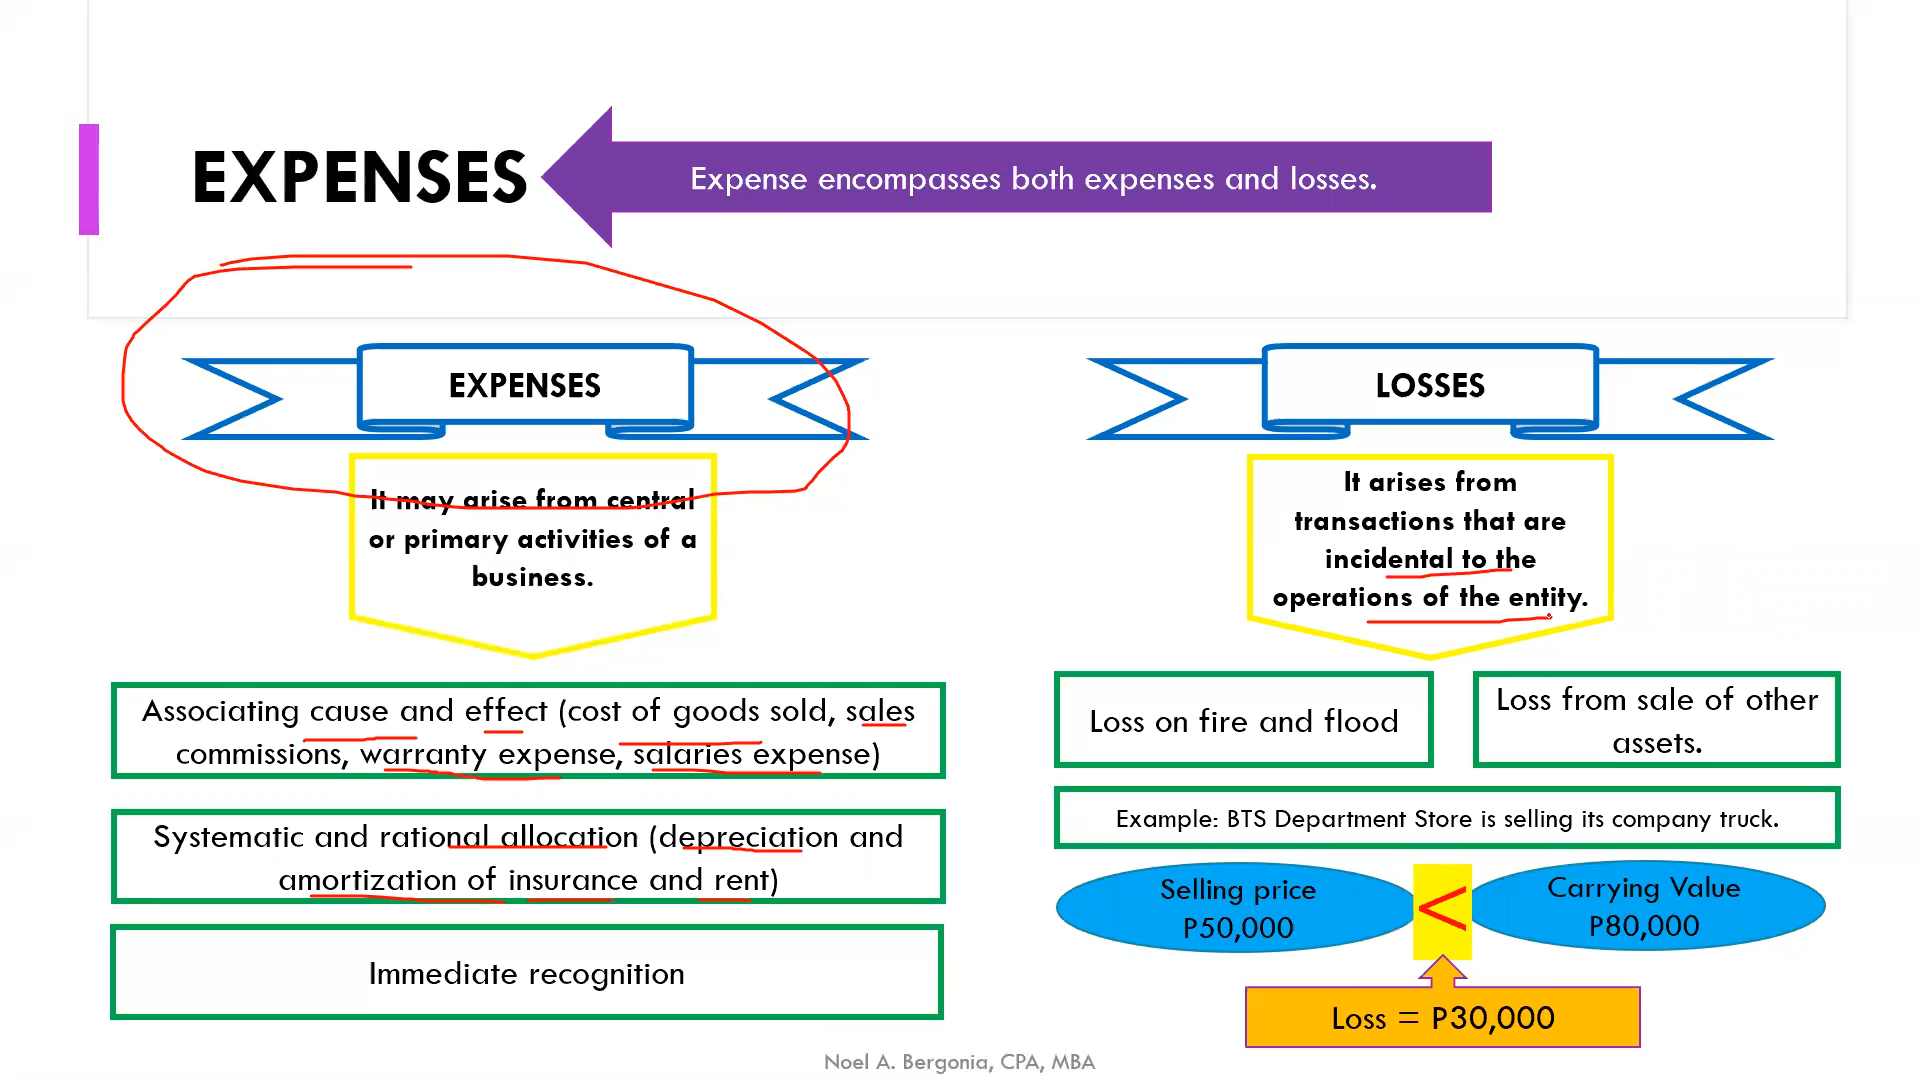 EXPENSES
Expense encompasses both expenses and losses.
EXPENSES
It may arise from central
or primary activities of a
business.
Associating cause and effect (cost of goods sold, sales
commissions, warranty expense, salaries expense)
Systematic and rational allocation (depreciation and
amortization of insurance and rent)
Immediate recognition
LOSSES
It arises from
transactions that are
incidental to the
operations of the entity.
Loss on fire and flood
Loss from sale of other
assets.
Example: BTS Department Store is selling its company truck.
Selling price
P50,000
<
Carrying Value
P80,000
Loss = P30,000
Noel A. Bergonia, CPA, MBA